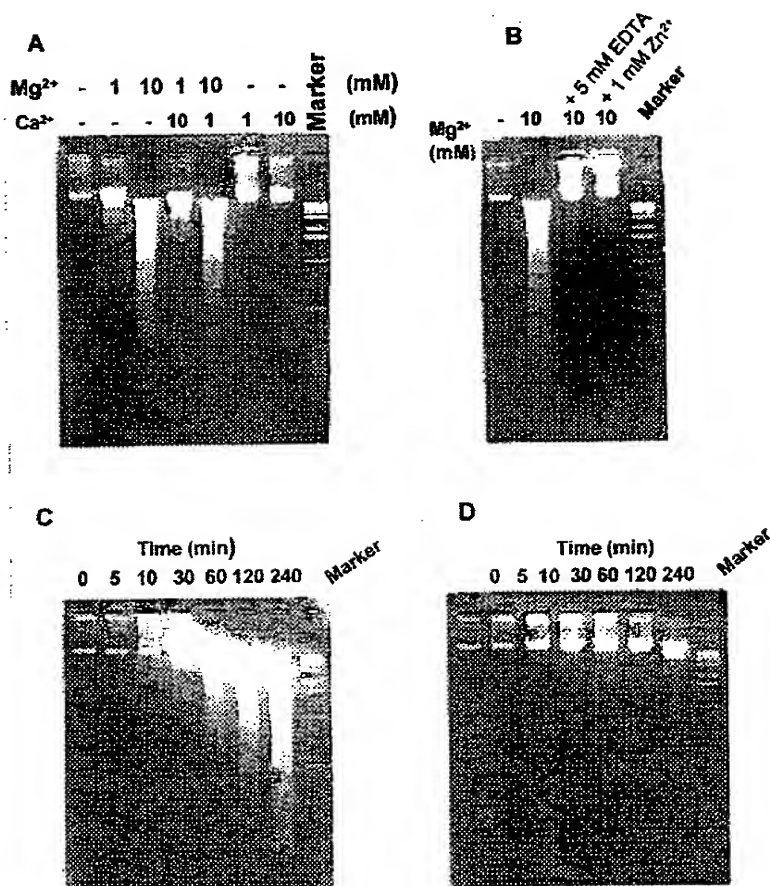 A
Mg²⁺ - 1 10 1 10 - - (mM)
Ca²⁺ - - - 10 1 1 10 (mM)
Marker
B
+ 5 mM EDTA
+ 1 mM Zn²⁺
Marker
Mg²⁺ - 10 10 10
(mM)
C
Time (min)
0 5 10 30 60 120 240 Marker
D
Time (min)
0 5 10 30 60 120 240 Marker